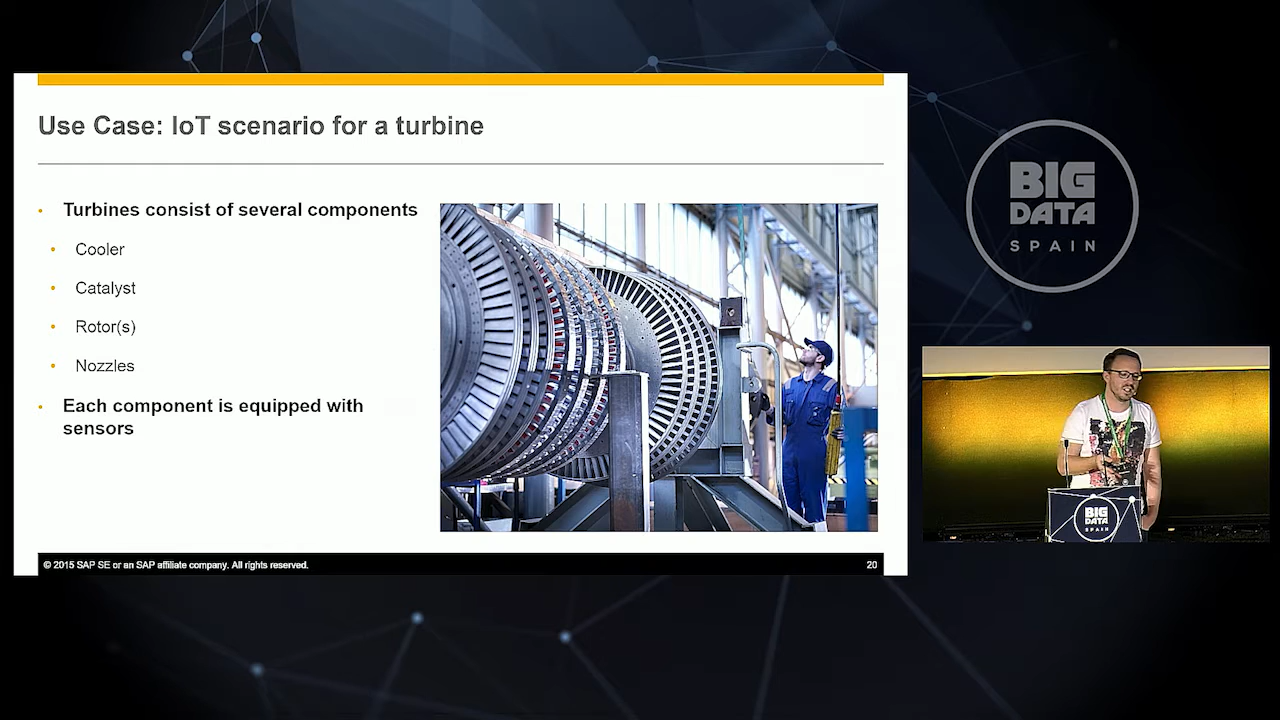 Use Case: IoT scenario for a turbine
• Turbines consist of several components
• Cooler
• Catalyst
• Rotor(s)
• Nozzles
• Each component is equipped with
sensors
© 2015 SAP SE or an SAP affiliate company. All rights reserved.
20
BIG
DATA
SPAIN
BIG
DATA
SPAIN